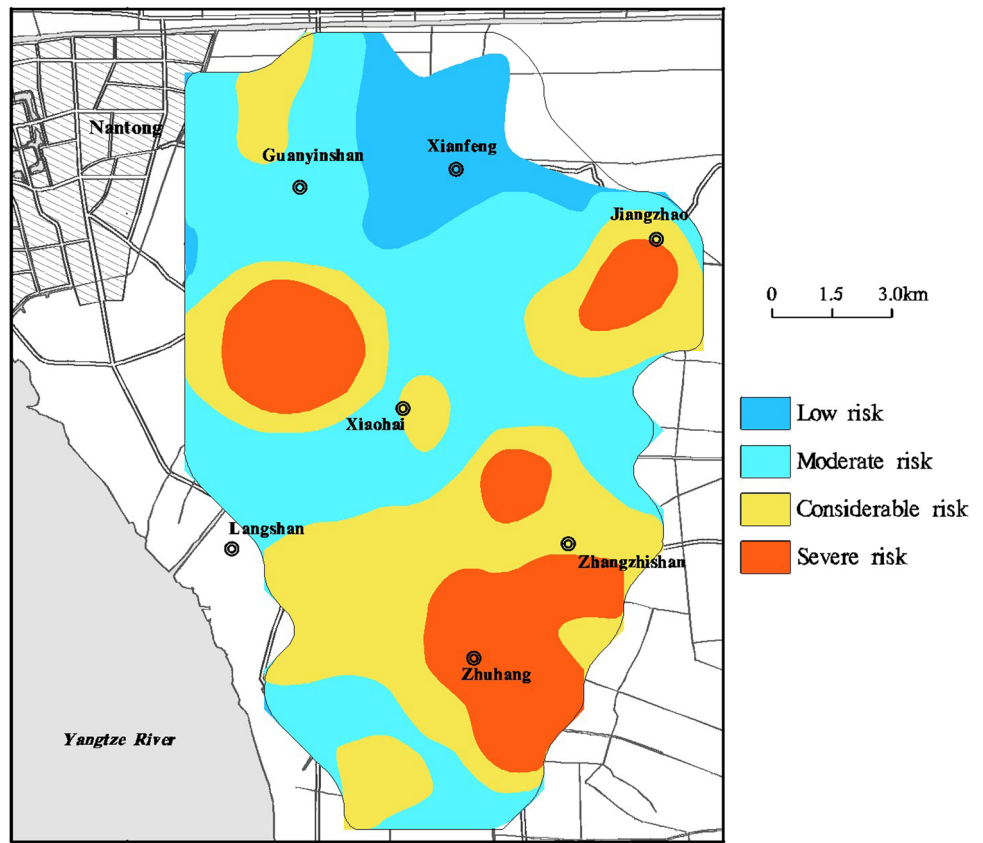 Nantong
Guanyinshan
Xianfeng
Jiangzhao
0 1.5 3.0km
Xiaohai
Low risk
Moderate risk
Considerable risk
Severe risk
Langshan
Zhangzhishan
Zhuhang
Yangtze River